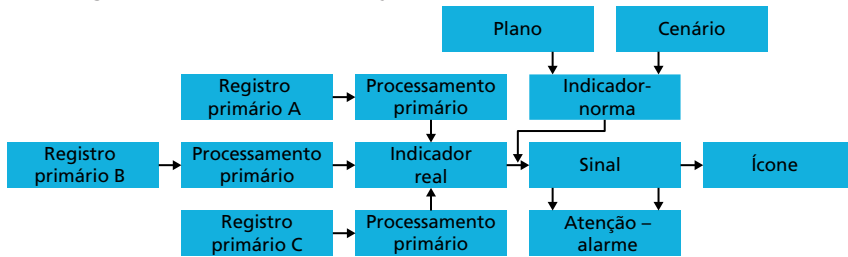 Plano
Cenário
Registro
primário A
Processamento
primário
Indicador-
norma
Registro
primário B
Processamento
primário
Indicador
real
Sinal
Ícone
Registro
primário C
Processamento
primário
Atenção –
alarme